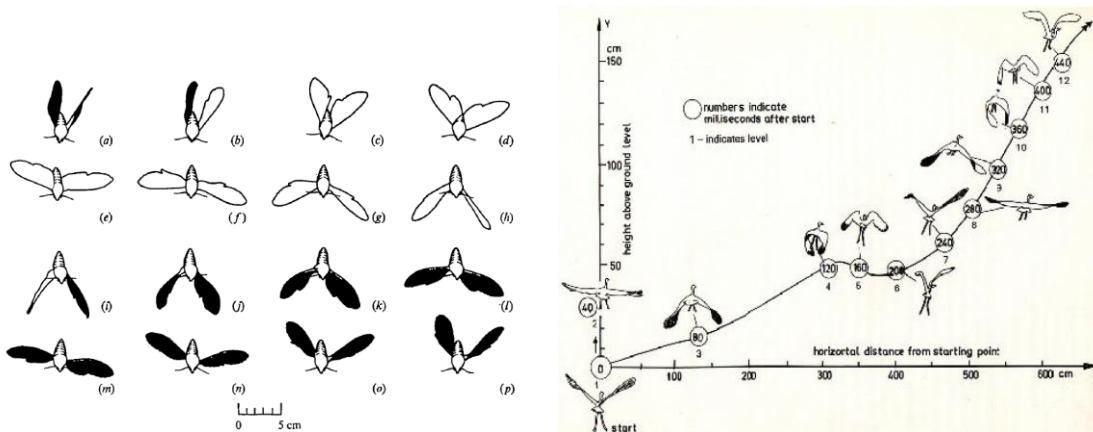 (a)
(b)
(c)
(d)
(e)
(f)
(g)
(h)
(i)
(j)
(k)
(l)
(m)
(n)
(o)
(p)
0 5 cm
Y
cm
150
100
50
height above ground level
numbers indicate
milliseconds after start
1 – indicates level
440
12
400
11
360
10
320
9
280
8
240
7
200
6
160
5
120
4
80
3
40
2
0
1
start
horizontal distance from starting point
100 200 300 400 500 600 cm